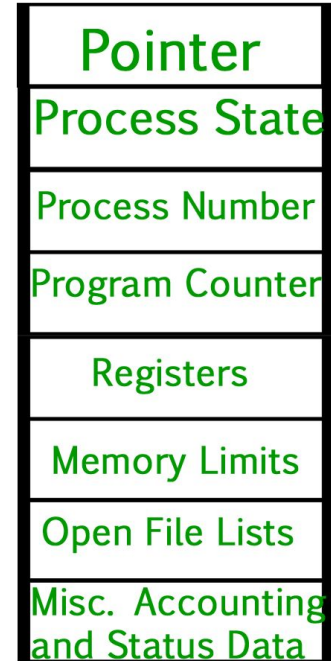 Pointer
Process State
Process Number
Program Counter
Registers
Memory Limits
Open File Lists
Misc. Accounting
and Status Data